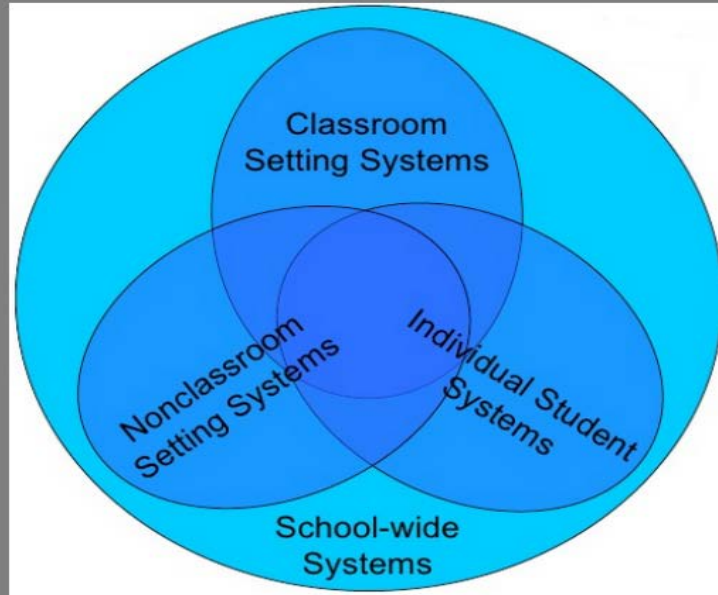 Classroom
Setting Systems
Nonclassroom
Setting Systems
Individual Student
Systems
School-wide
Systems